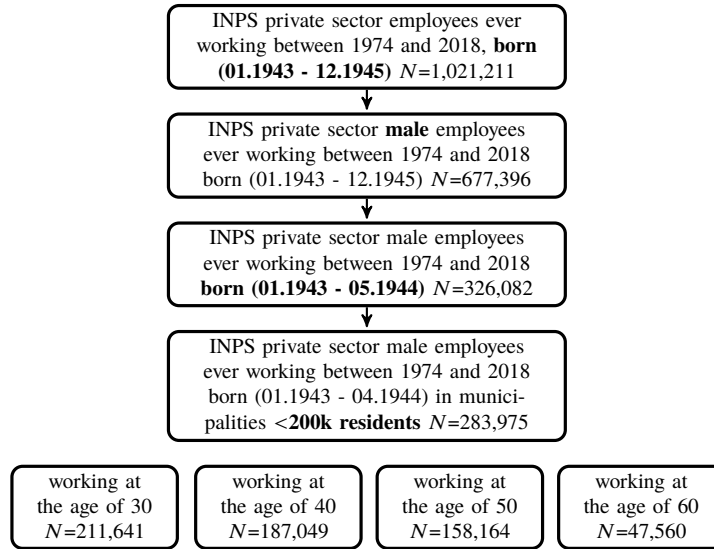 INPS private sector employees ever
working between 1974 and 2018, born
(01.1943 - 12.1945) N=1,021,211
INPS private sector male employees
ever working between 1974 and 2018
born (01.1943 - 12.1945) N=677,396
INPS private sector male employees
ever working between 1974 and 2018
born (01.1943 - 05.1944) N=326,082
INPS private sector male employees
ever working between 1974 and 2018
born (01.1943 - 04.1944) in munici-
palities <200k residents N=283,975
working at
the age of 30
N=211,641
working at
the age of 40
N=187,049
working at
the age of 50
N=158,164
working at
the age of 60
N=47,560